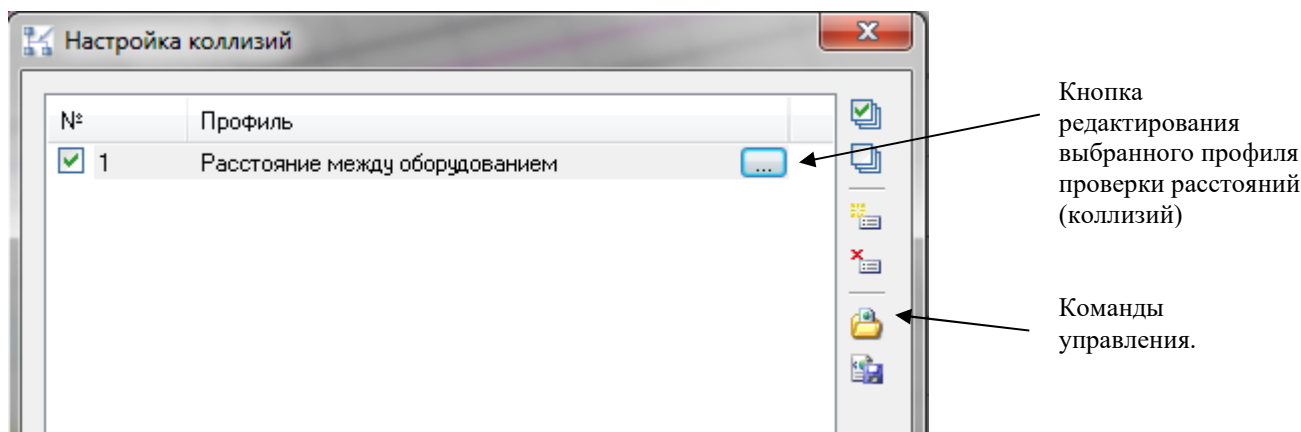 Настройка коллизий
№ Профиль
1 Расстояние между оборудованием ...
Кнопка
редактирования
выбранного профиля
проверки расстояний
(коллизий)
Команды
управления.